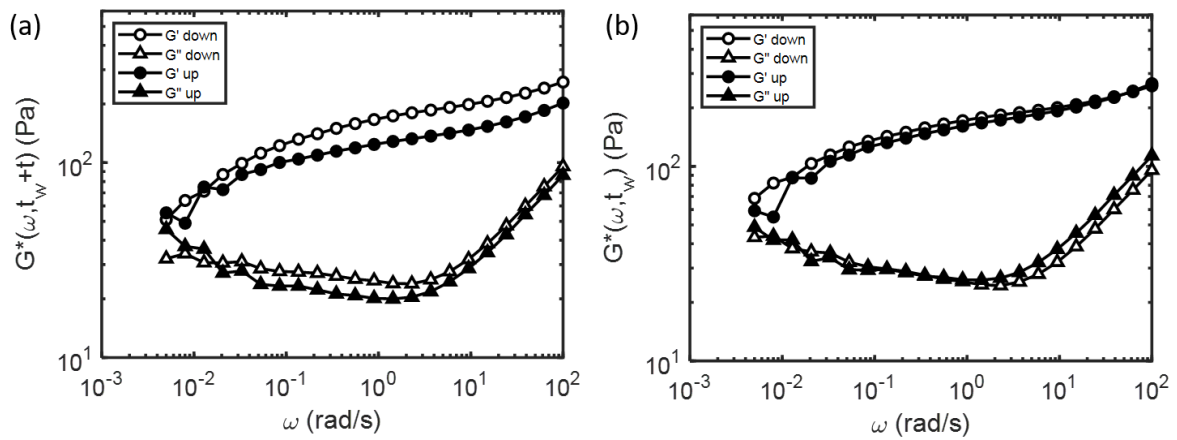 (a)
G' down
G" down
G' up
G" up
G*(ω,t_w+t) (Pa)
10^2
10^1
10^-3
10^-2
10^-1
10^0
10^1
10^2
ω (rad/s)
(b)
G' down
G" down
G' up
G" up
G*(ω,t_w) (Pa)
10^2
10^1
10^-3
10^-2
10^-1
10^0
10^1
10^2
ω (rad/s)